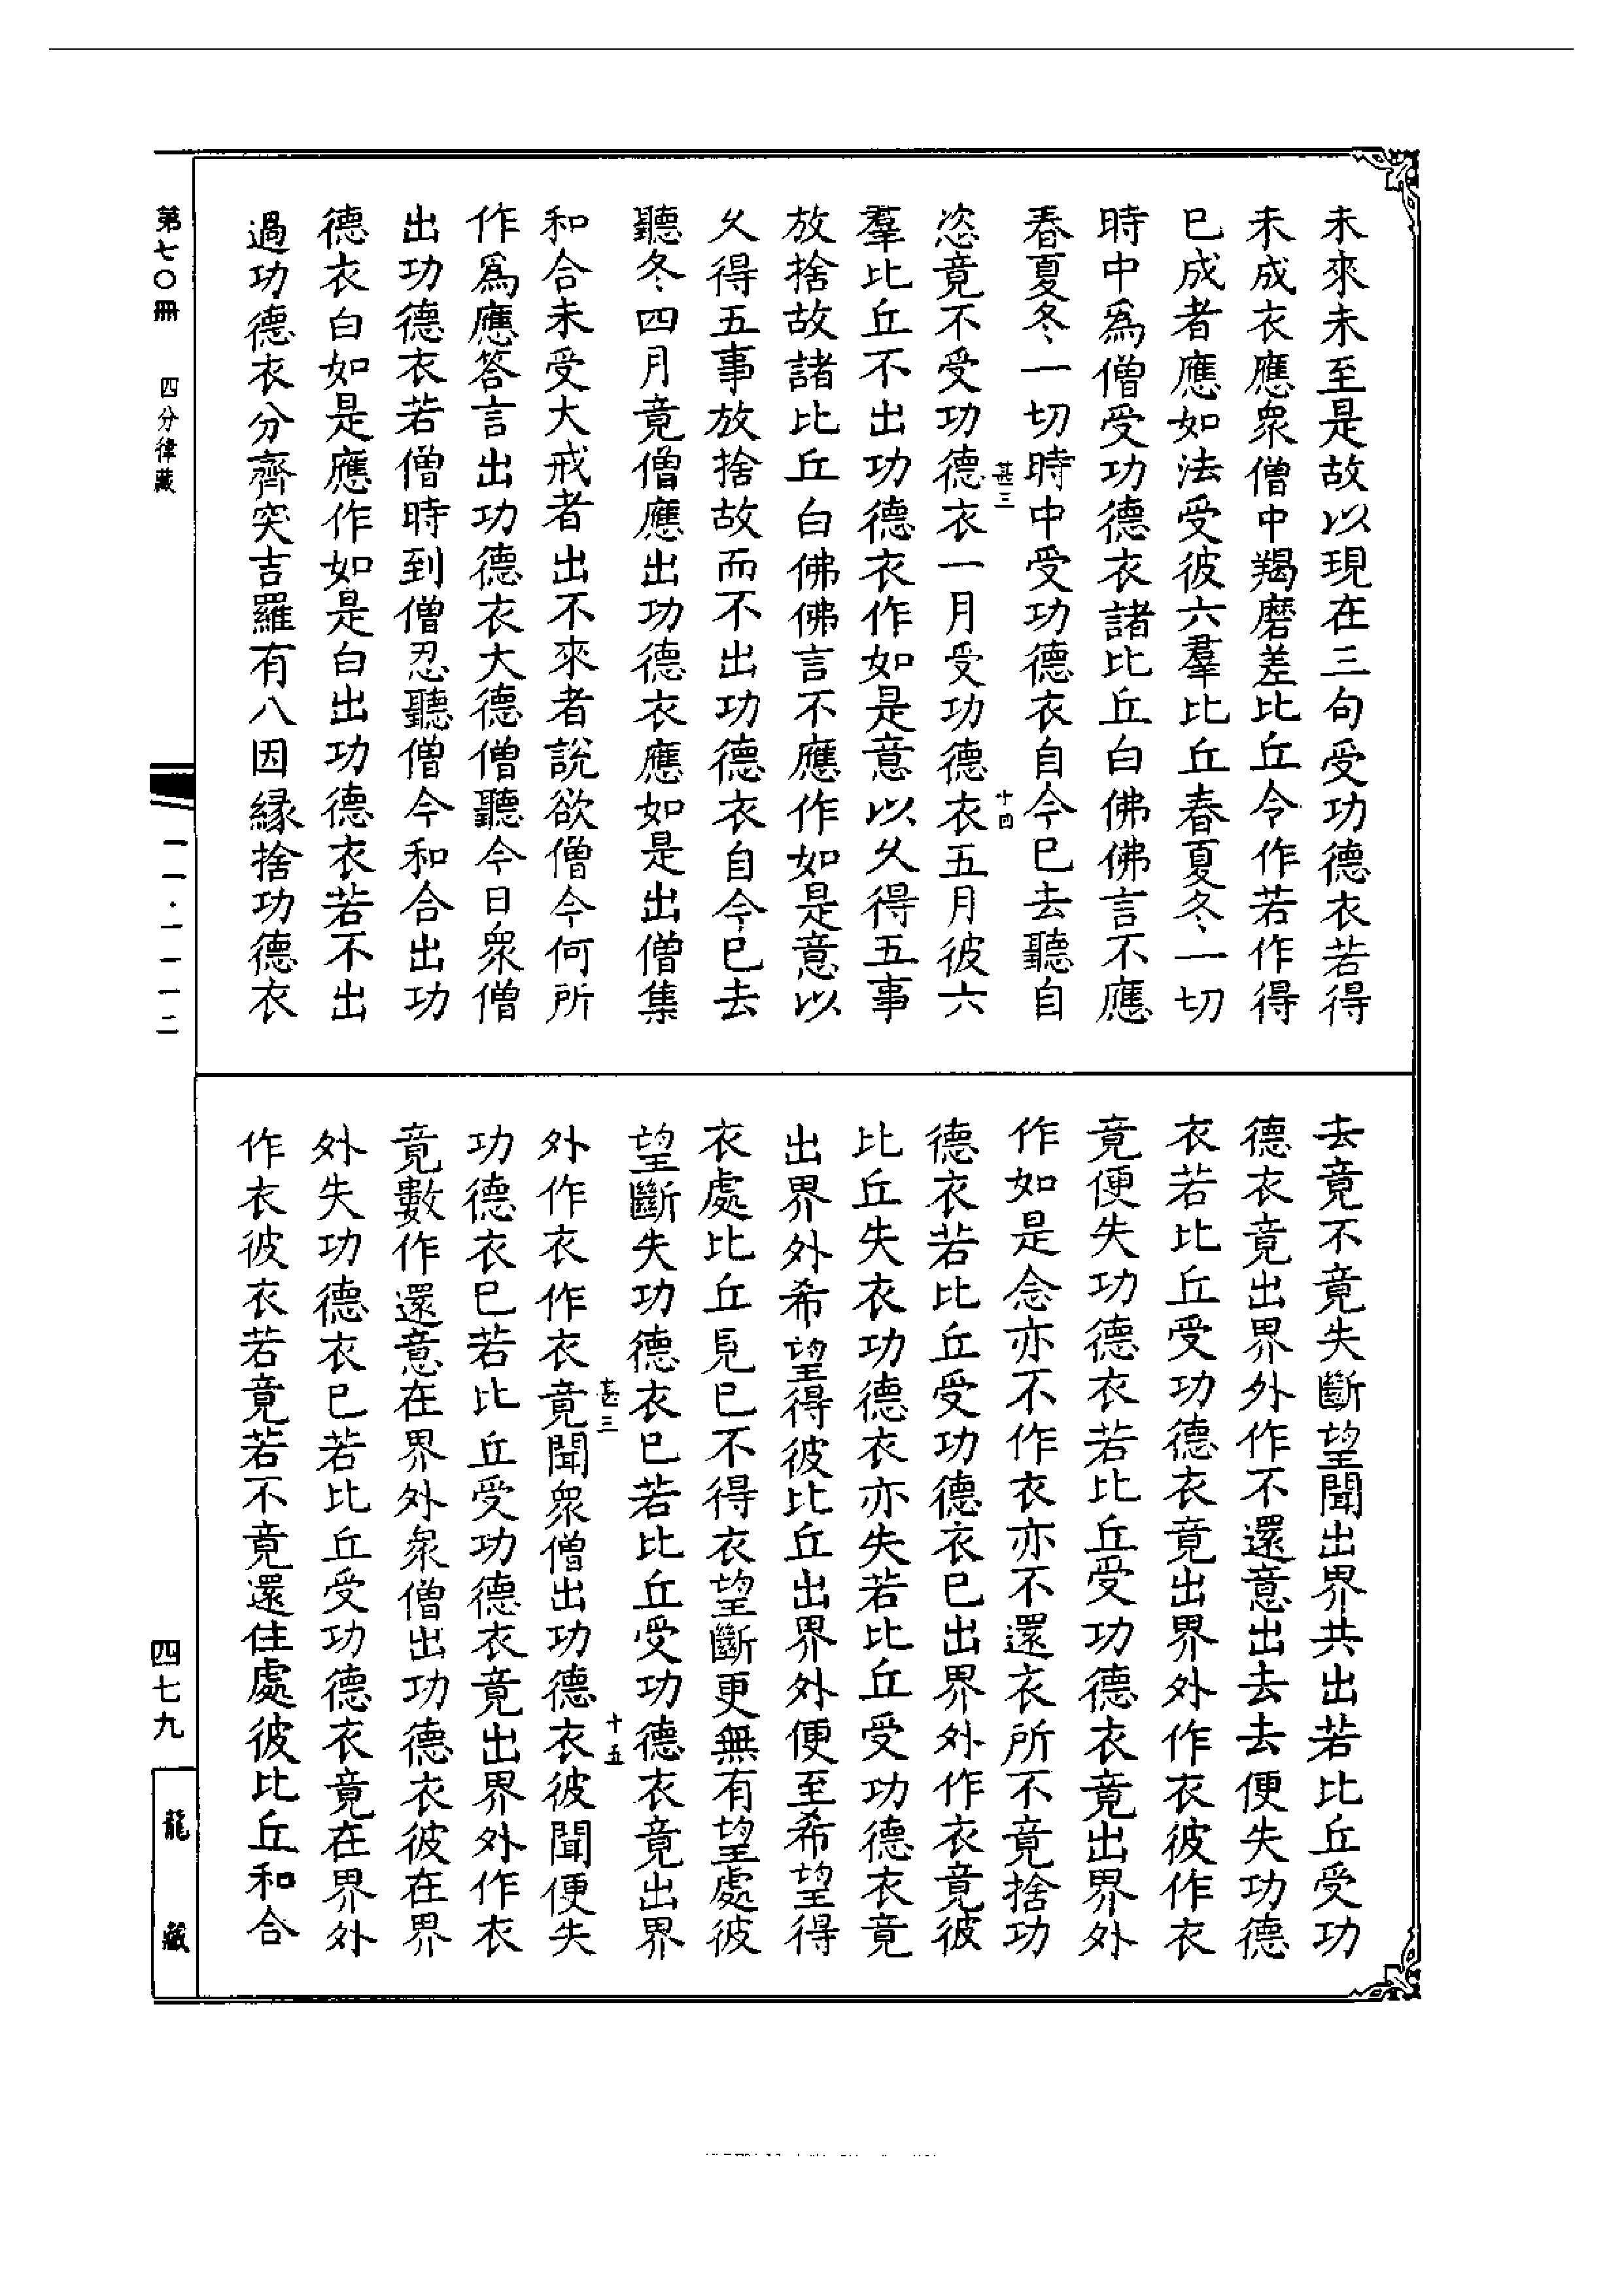 未來未至是故以現在三句受功德衣若得
未成衣應衆僧中羯磨差比丘令作若作得
已成者應如法受彼六羣比丘春夏冬一切
時中爲僧受功德衣諸比丘白佛佛言不應
春夏冬一切時中受功德衣自今已去聽自
甚三
十四
恣竟不受功德衣一月受功德衣五月彼六
羣比丘不出功德衣作如是意以久得五事
放捨故諸比丘白佛佛言不應作如是意以
久得五事放捨故而不出功德衣自今已去
聽冬四月竟僧應出功德衣應如是出僧集
和合未受大戒者出不來者說欲僧今何所
作爲應答言出功德衣大德僧聽今日衆僧
出功德衣若僧時到僧忍聽僧今和合出功
德衣白如是應作如是白出功德衣若不出
過功德衣分齊突吉羅有八因緣捨功德衣
去竟不竟失斷望聞出界共出若比丘受功
德衣竟出界外作不還意出去去便失功德
衣若比丘受功德衣竟出界外作衣彼作衣
竟便失功德衣若比丘受功德衣竟出界外
作如是念亦不作衣亦不還衣所不竟捨功
德衣若比丘受功德衣已出界外作衣竟彼
比丘失衣功德衣亦失若比丘受功德衣竟
出界外希望得彼比丘出界外便至希望得
衣處比丘見已不得衣望斷更無有望處彼
望斷失功德衣已若比丘受功德衣竟出界
甚三
十五
外作衣作衣竟聞衆僧出功德衣彼聞便失
功德衣已若比丘受功德衣竟出界外作衣
竟數作還意在界外衆僧出功德衣彼在界
外失功德衣已若比丘受功德衣竟在界外
作衣彼衣若竟若不竟還住處彼比丘和合
第七〇冊 四分律藏
一一·一一一二
四七九
龍藏